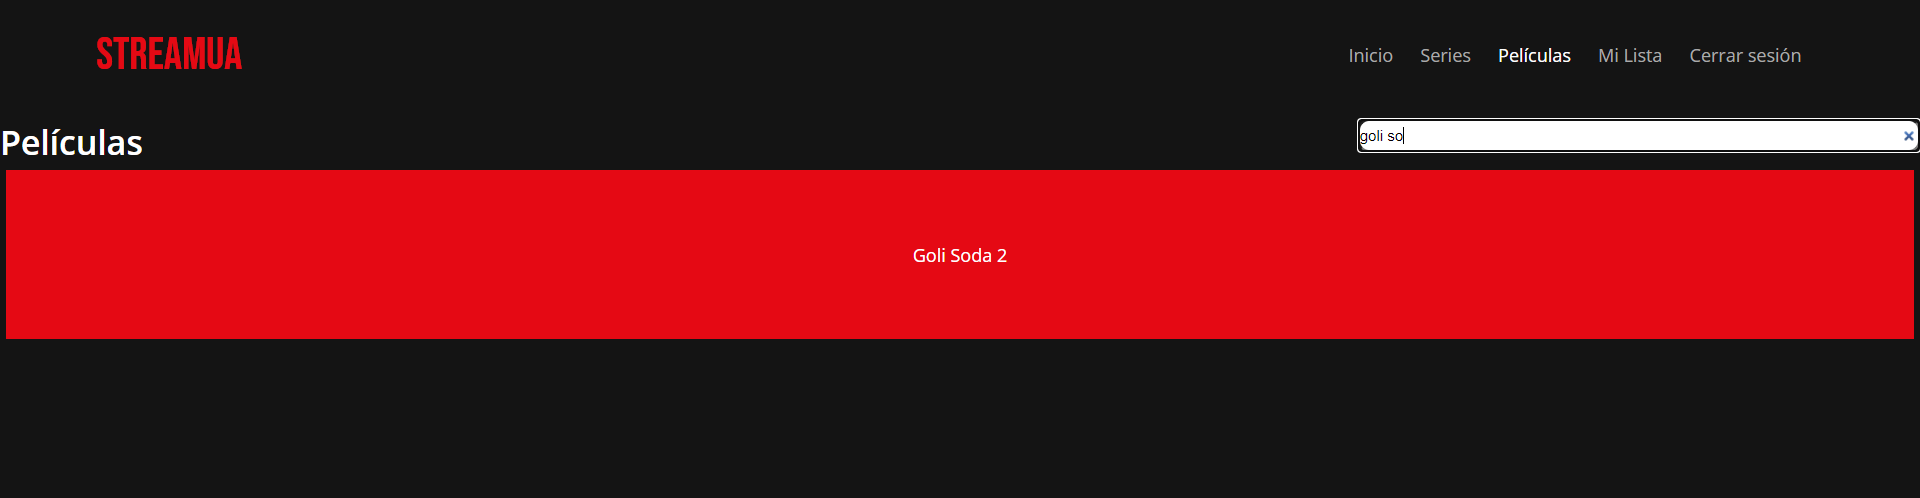 STREAMUA
Inicio Series Películas Mi Lista Cerrar sesión
Películas
goli so
Goli Soda 2